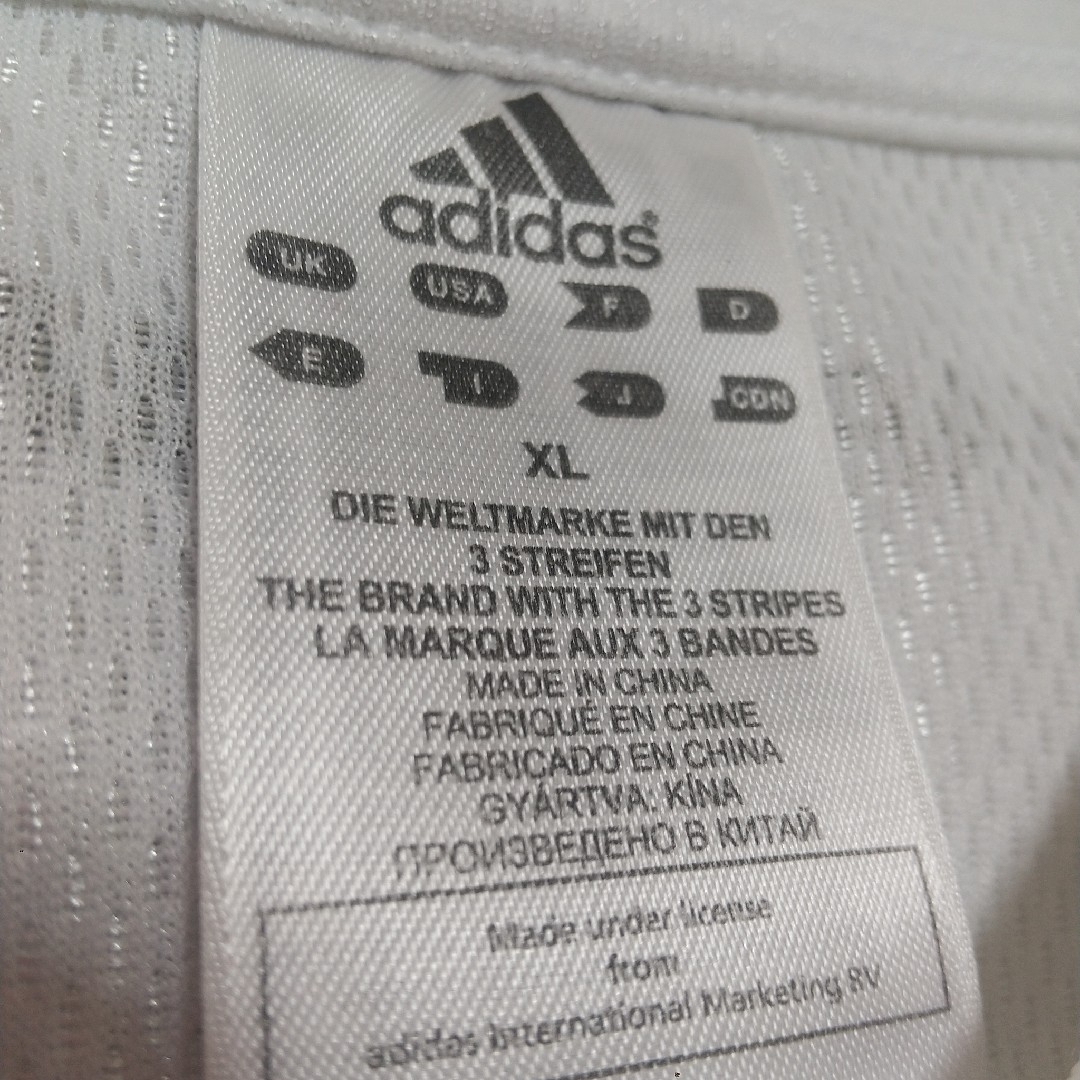 adidas®
UK USA F D
E I J CDN
XL
DIE WELTMARKE MIT DEN
3 STREIFEN
THE BRAND WITH THE 3 STRIPES
LA MARQUE AUX 3 BANDES
MADE IN CHINA
FABRIQUÉ EN CHINE
FABRICADO EN CHINA
GYÁRTVA: KÍNA
ПРОИЗВЕДЕНО В КИТАЙ
Made under license
from
adidas International Marketing BV